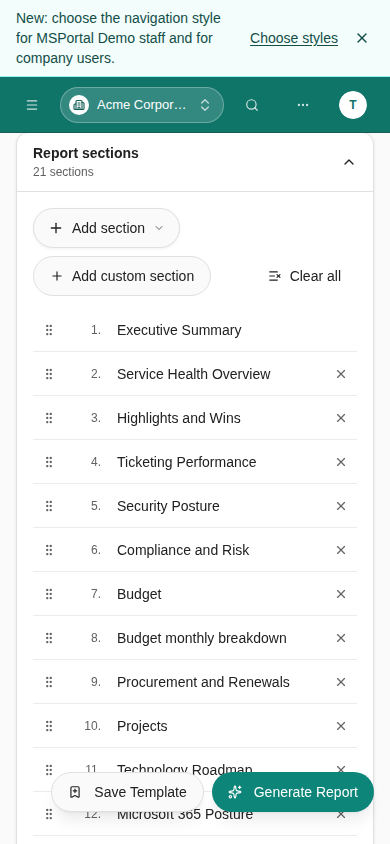 New: choose the navigation style
for MSPortal Demo staff and for
company users.
Choose styles
Acme Corpor...
T
Report sections
21 sections
Add section
Add custom section
Clear all
1. Executive Summary
2. Service Health Overview
3. Highlights and Wins
4. Ticketing Performance
5. Security Posture
6. Compliance and Risk
7. Budget
8. Budget monthly breakdown
9. Procurement and Renewals
10. Projects
11. Technology Roadmap
Save Template
Generate Report
12. Microsoft 365 Posture